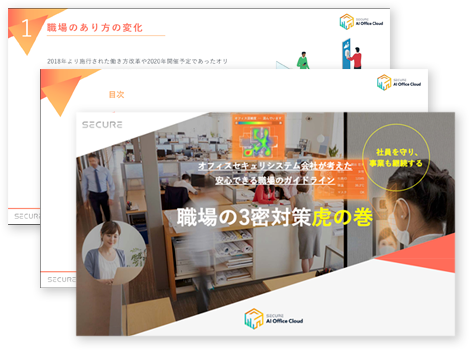 1
職場のあり方の変化
SECURE
AI Office Cloud
2018年より施行された働き方改革や2020年開催予定であったオリ
SECURE
目次
SECURE
AI Office Cloud
SECURE
SECURE
社員を守り、
事業も継続する
オフィスセキュリシステム会社が考えた
安心できる職場のガイドライン
職場の3密対策虎の巻
SECURE
AI Office Cloud